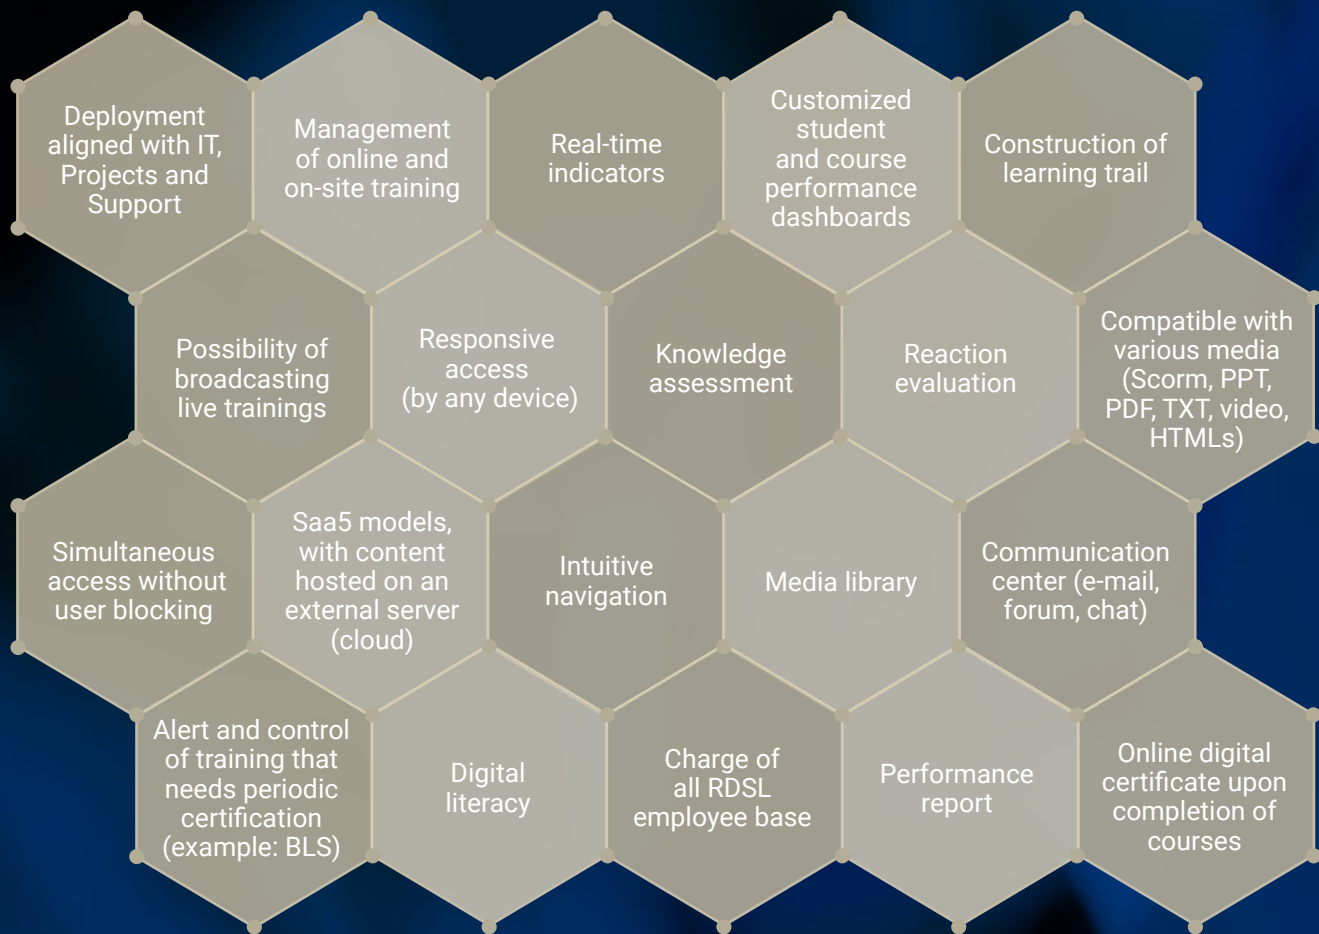 Deployment
aligned with IT,
Projects and
Support
Management
of online and
on-site training
Real-time
indicators
Customized
student
and course
performance
dashboards
Construction of
learning trail
Possibility of
broadcasting
live trainings
Responsive
access
(by any device)
Knowledge
assessment
Reaction
evaluation
Compatible with
various media
(Scorm, PPT,
PDF, TXT, video,
HTMLs)
Simultaneous
access without
user blocking
Saa5 models,
with content
hosted on an
external server
(cloud)
Intuitive
navigation
Media library
Communication
center (e-mail,
forum, chat)
Alert and control
of training that
needs periodic
certification
(example: BLS)
Digital
literacy
Charge of
all RDSL
employee base
Performance
report
Online digital
certificate upon
completion of
courses